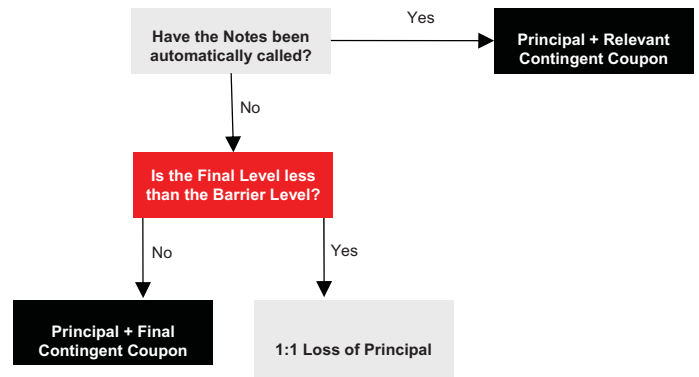 Have the Notes been
automatically called?
Yes
Principal + Relevant
Contingent Coupon
No
Is the Final Level less
than the Barrier Level?
No
Yes
Principal + Final
Contingent Coupon
1:1 Loss of Principal